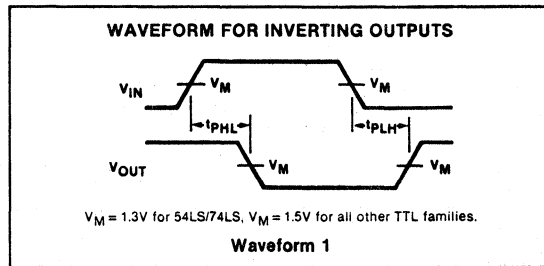 WAVEFORM FOR INVERTING OUTPUTS
VIN
VM
VM
tPHL
tPLH
VOUT
VM
VM
VM = 1.3V for 54LS/74LS, VM = 1.5V for all other TTL families.
Waveform 1